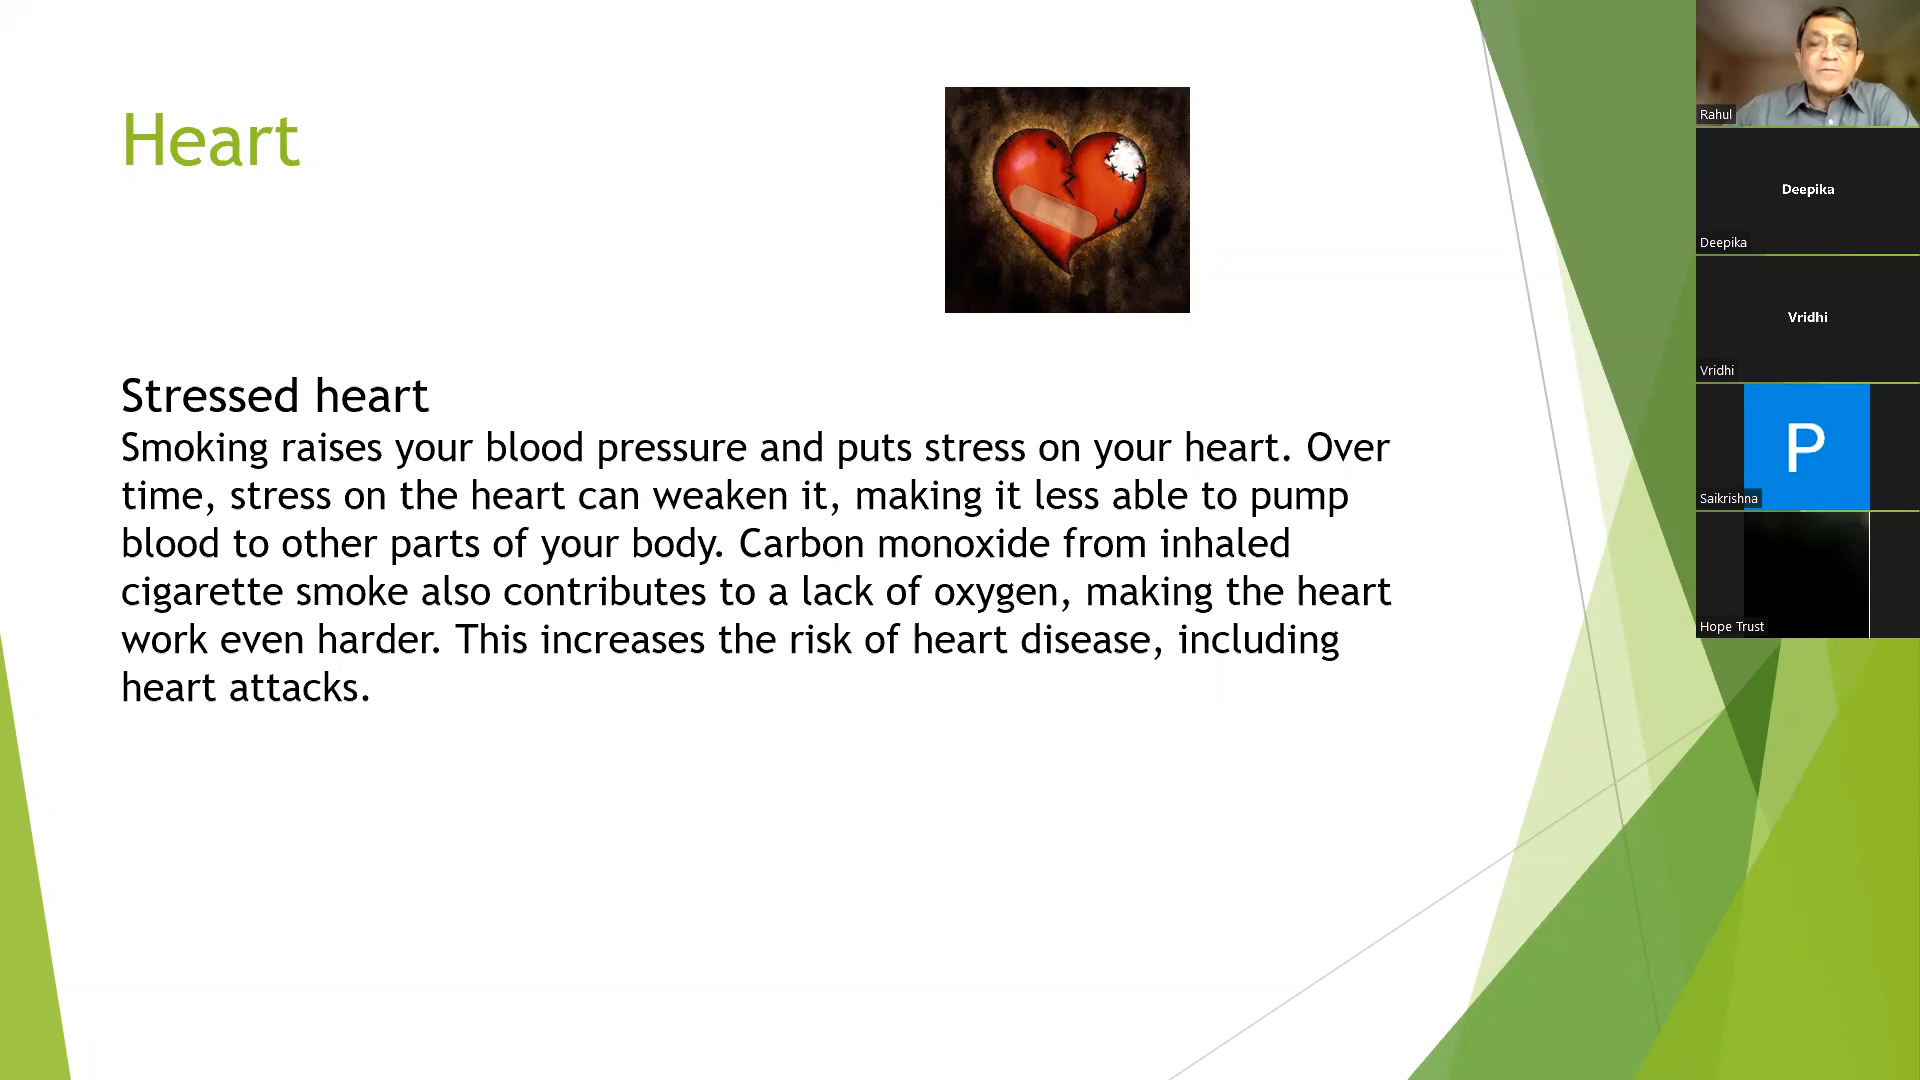 Heart
Stressed heart
Smoking raises your blood pressure and puts stress on your heart. Over
time, stress on the heart can weaken it, making it less able to pump
blood to other parts of your body. Carbon monoxide from inhaled
cigarette smoke also contributes to a lack of oxygen, making the heart
work even harder. This increases the risk of heart disease, including
heart attacks.
Rahul
Deepika
Deepika
Vridhi
Vridhi
P
Saikrishna
Hope Trust